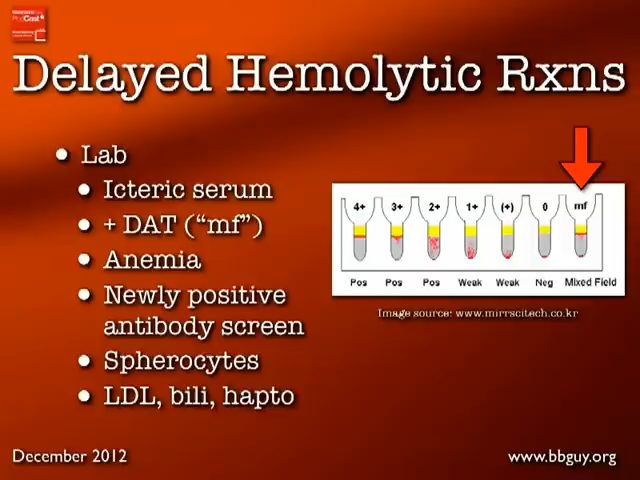 Delayed Hemolytic Rxns
Lab
Icteric serum
+ DAT ("mf")
Anemia
Newly positive
antibody screen
Spherocytes
LDL, bili, hapto
4+ 3+ 2+ 1+ (+) 0 mf
Pos Pos Pos Weak Weak Neg Mixed Field
Image source: www.mirrscitech.co.kr
December 2012
www.bbguy.org